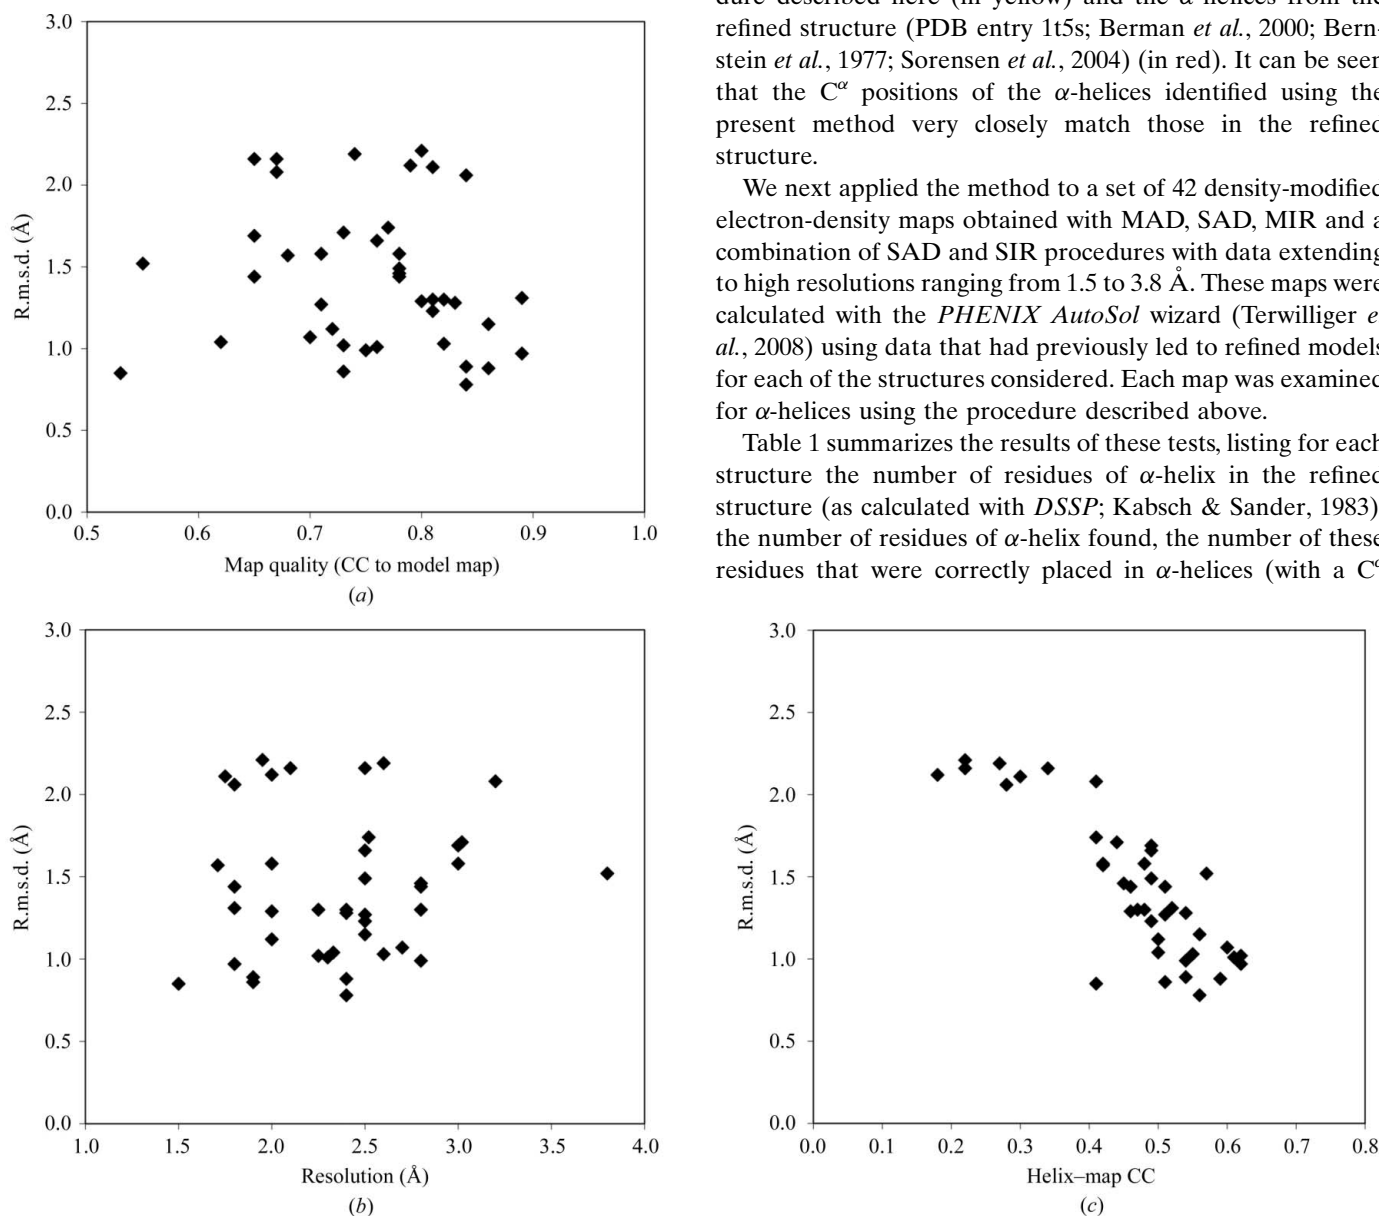 3.0
2.5
2.0
1.5
1.0
0.5
0.0
R.m.s.d. (Å)
0.5 0.6 0.7 0.8 0.9 1.0
Map quality (CC to model map)
(a)
dure described here (in yellow) and the α-helices from the
refined structure (PDB entry 1t5s; Berman et al., 2000; Bern-
stein et al., 1977; Sorensen et al., 2004) (in red). It can be seen
that the Cα positions of the α-helices identified using the
present method very closely match those in the refined
structure.
We next applied the method to a set of 42 density-modified
electron-density maps obtained with MAD, SAD, MIR and a
combination of SAD and SIR procedures with data extending
to high resolutions ranging from 1.5 to 3.8 Å. These maps were
calculated with the PHENIX AutoSol wizard (Terwilliger e
al., 2008) using data that had previously led to refined models
for each of the structures considered. Each map was examined
for α-helices using the procedure described above.
Table 1 summarizes the results of these tests, listing for each
structure the number of residues of α-helix in the refined
structure (as calculated with DSSP; Kabsch & Sander, 1983)
the number of residues of α-helix found, the number of these
residues that were correctly placed in α-helices (with a Cα
3.0
2.5
2.0
1.5
1.0
0.5
0.0
R.m.s.d. (Å)
1.0 1.5 2.0 2.5 3.0 3.5 4.0
Resolution (Å)
(b)
3.0
2.5
2.0
1.5
1.0
0.5
0.0
R.m.s.d. (Å)
0.0 0.1 0.2 0.3 0.4 0.5 0.6 0.7 0.8
Helix–map CC
(c)